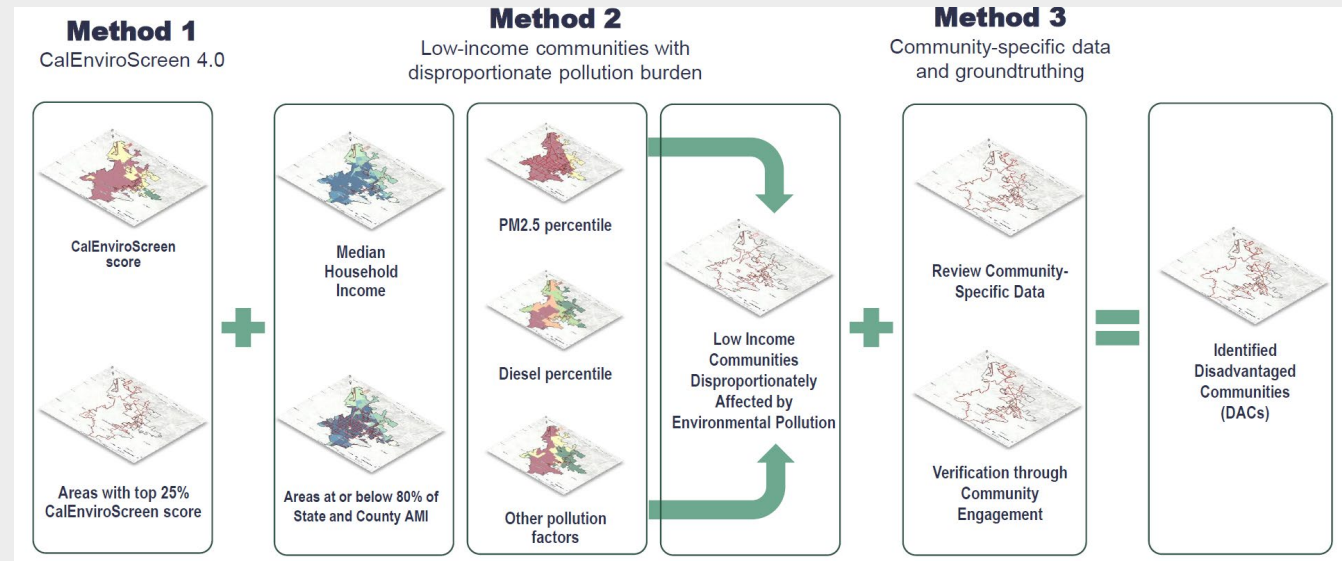 Method 1
CalEnviroScreen 4.0
CalEnviroScreen
score
Areas with top 25%
CalEnviroScreen score
Method 2
Low-income communities with
disproportionate pollution burden
Median
Household
Income
Areas at or below 80% of
State and County AMI
PM2.5 percentile
Diesel percentile
Other pollution
factors
Low Income
Communities
Disproportionately
Affected by
Environmental Pollution
Method 3
Community-specific data
and groundtruthing
Review Community-
Specific Data
Verification through
Community
Engagement
Identified
Disadvantaged
Communities
(DACs)